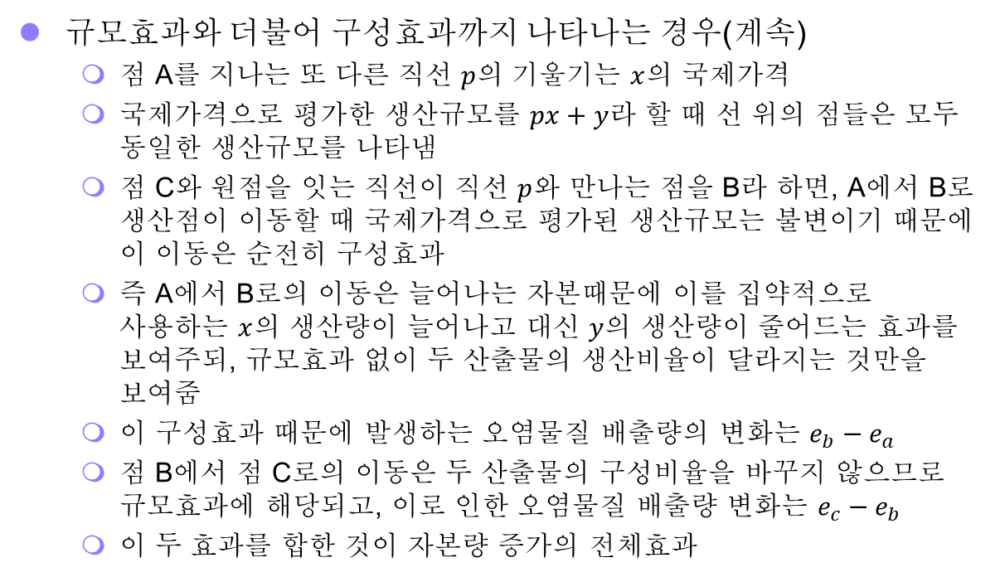 규모효과와 더불어 구성효과까지 나타나는 경우(계속)
점 A를 지나는 또 다른 직선 p의 기울기는 x의 국제가격
국제가격으로 평가한 생산규모를 px + y라 할 때 선 위의 점들은 모두
동일한 생산규모를 나타냄
점 C와 원점을 잇는 직선이 직선 p와 만나는 점을 B라 하면, A에서 B로
생산점이 이동할 때 국제가격으로 평가된 생산규모는 불변이기 때문에
이 이동은 순전히 구성효과
즉 A에서 B로의 이동은 늘어나는 자본때문에 이를 집약적으로
사용하는 x의 생산량이 늘어나고 대신 y의 생산량이 줄어드는 효과를
보여주되, 규모효과 없이 두 산출물의 생산비율이 달라지는 것만을
보여줌
이 구성효과 때문에 발생하는 오염물질 배출량의 변화는 e_b − e_a
점 B에서 점 C로의 이동은 두 산출물의 구성비율을 바꾸지 않으므로
규모효과에 해당되고, 이로 인한 오염물질 배출량 변화는 e_c − e_b
이 두 효과를 합한 것이 자본량 증가의 전체효과